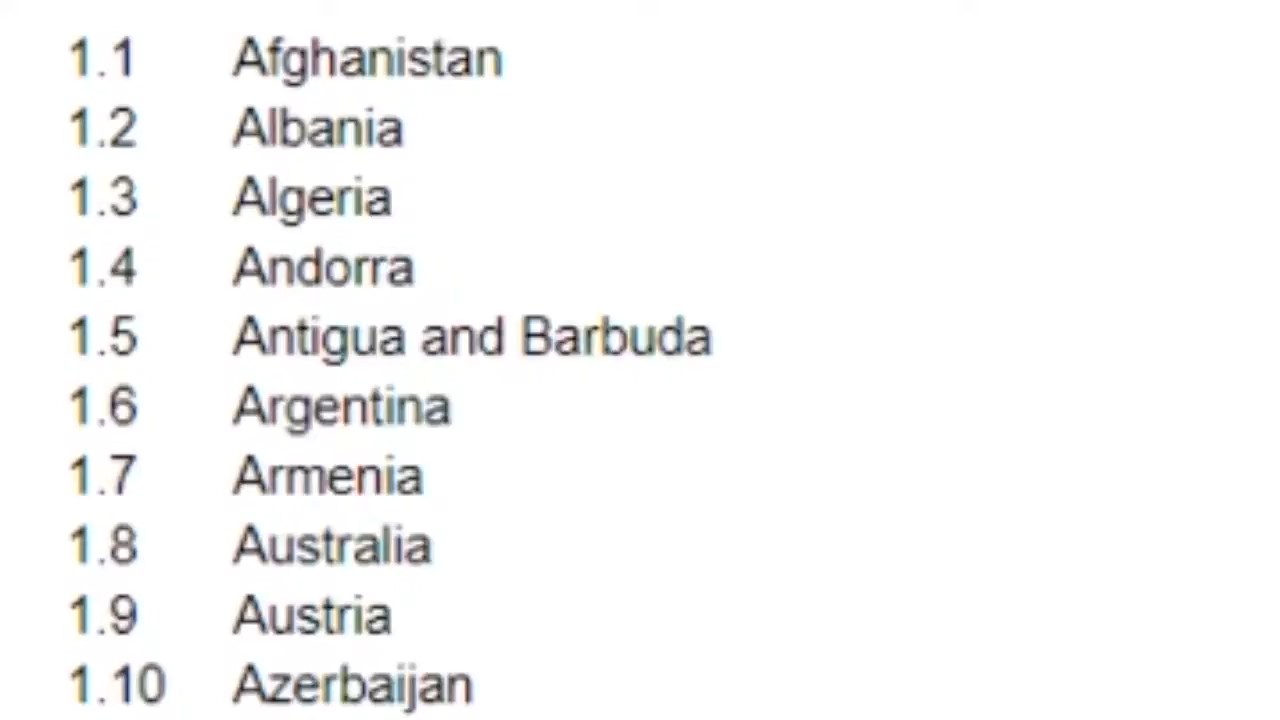 1.1 Afghanistan
1.2 Albania
1.3 Algeria
1.4 Andorra
1.5 Antigua and Barbuda
1.6 Argentina
1.7 Armenia
1.8 Australia
1.9 Austria
1.10 Azerbaijan